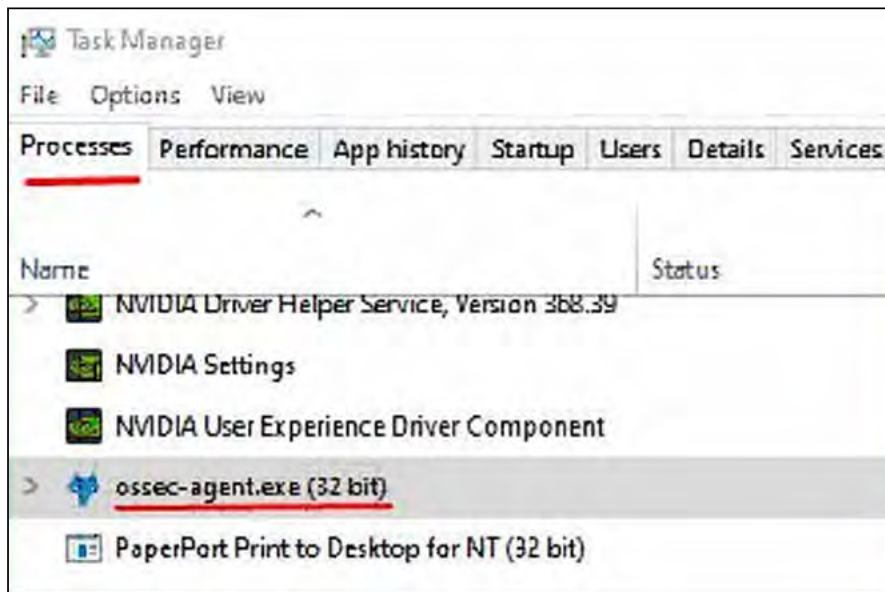 Task Manager
File Options View
Processes Performance App history Startup Users Details Services
Name Status
NVIDIA Driver Helper Service, Version 368.39
NVIDIA Settings
NVIDIA User Experience Driver Component
ossec-agent.exe (32 bit)
PaperPort Print to Desktop for NT (32 bit)